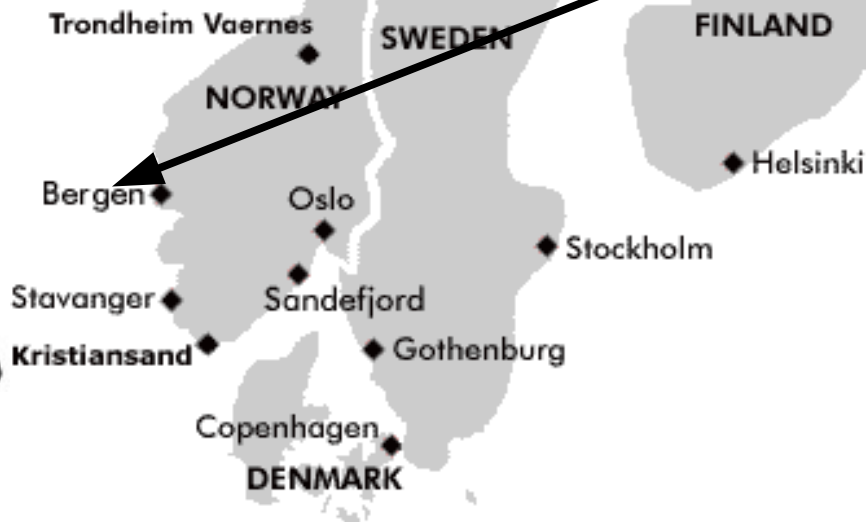 Trondheim Vaernes
SWEDEN
FINLAND
NORWAY
Helsinki
Bergen
Oslo
Stockholm
Stavanger
Sandefjord
Kristiansand
Gothenburg
Copenhagen
DENMARK